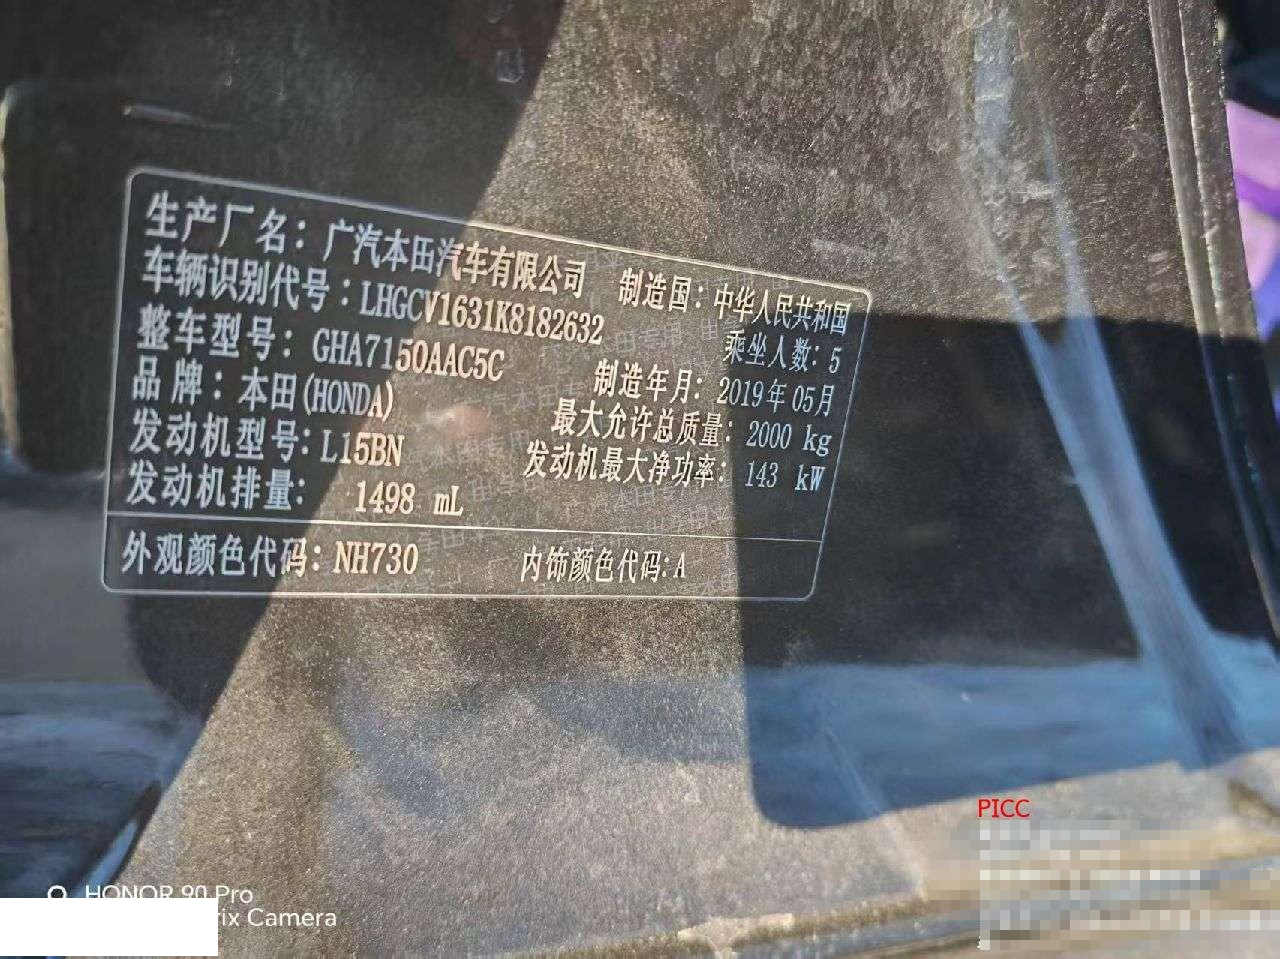 生产厂名：广汽本田汽车有限公司 制造国：中华人民共和国
车辆识别代号：LHGCV1631K8182632 乘坐人数：5
整车型号：GHA7150AAC5C 制造年月：2019年05月
品牌：本田(HONDA) 最大允许总质量：2000 kg
发动机型号：L15BN 发动机最大净功率：143 kW
发动机排量：1498 mL
外观颜色代码：NH730 内饰颜色代码:A
PICC
HONOR 90 Pro
rix Camera